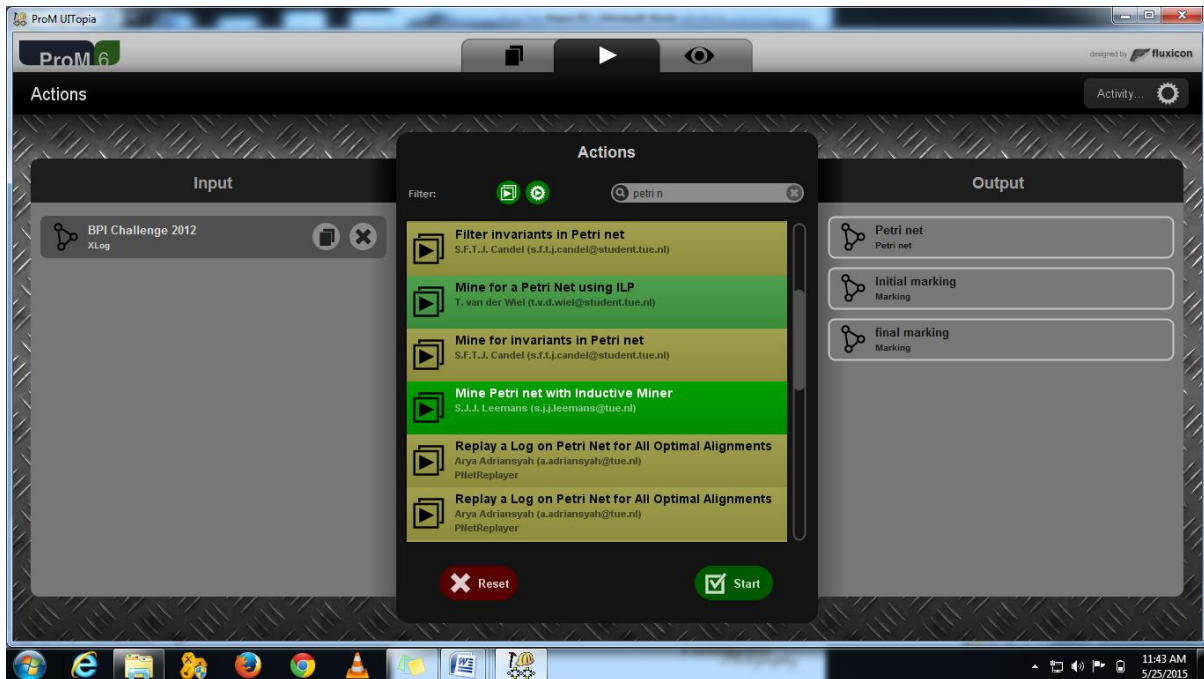 ProM UITopia
ProM 6
designed by fluxicon
Actions
Activity...
Input
BPI Challenge 2012
XLog
Actions
Filter:
petri n
Filter invariants in Petri net
S.F.T.J. Candel (s.f.t.j.candel@student.tue.nl)
Mine for a Petri Net using ILP
T. van der Wiel (t.v.d.wiel@student.tue.nl)
Mine for invariants in Petri net
S.F.T.J. Candel (s.f.t.j.candel@student.tue.nl)
Mine Petri net with Inductive Miner
S.J.J. Leemans (s.j.j.leemans@tue.nl)
Replay a Log on Petri Net for All Optimal Alignments
Arya Adriansyah (a.adriansyah@tue.nl)
PNetReplayer
Replay a Log on Petri Net for All Optimal Alignments
Arya Adriansyah (a.adriansyah@tue.nl)
PNetReplayer
Reset
Start
Output
Petri net
Petri net
Initial marking
Marking
final marking
Marking
11:43 AM
5/25/2015